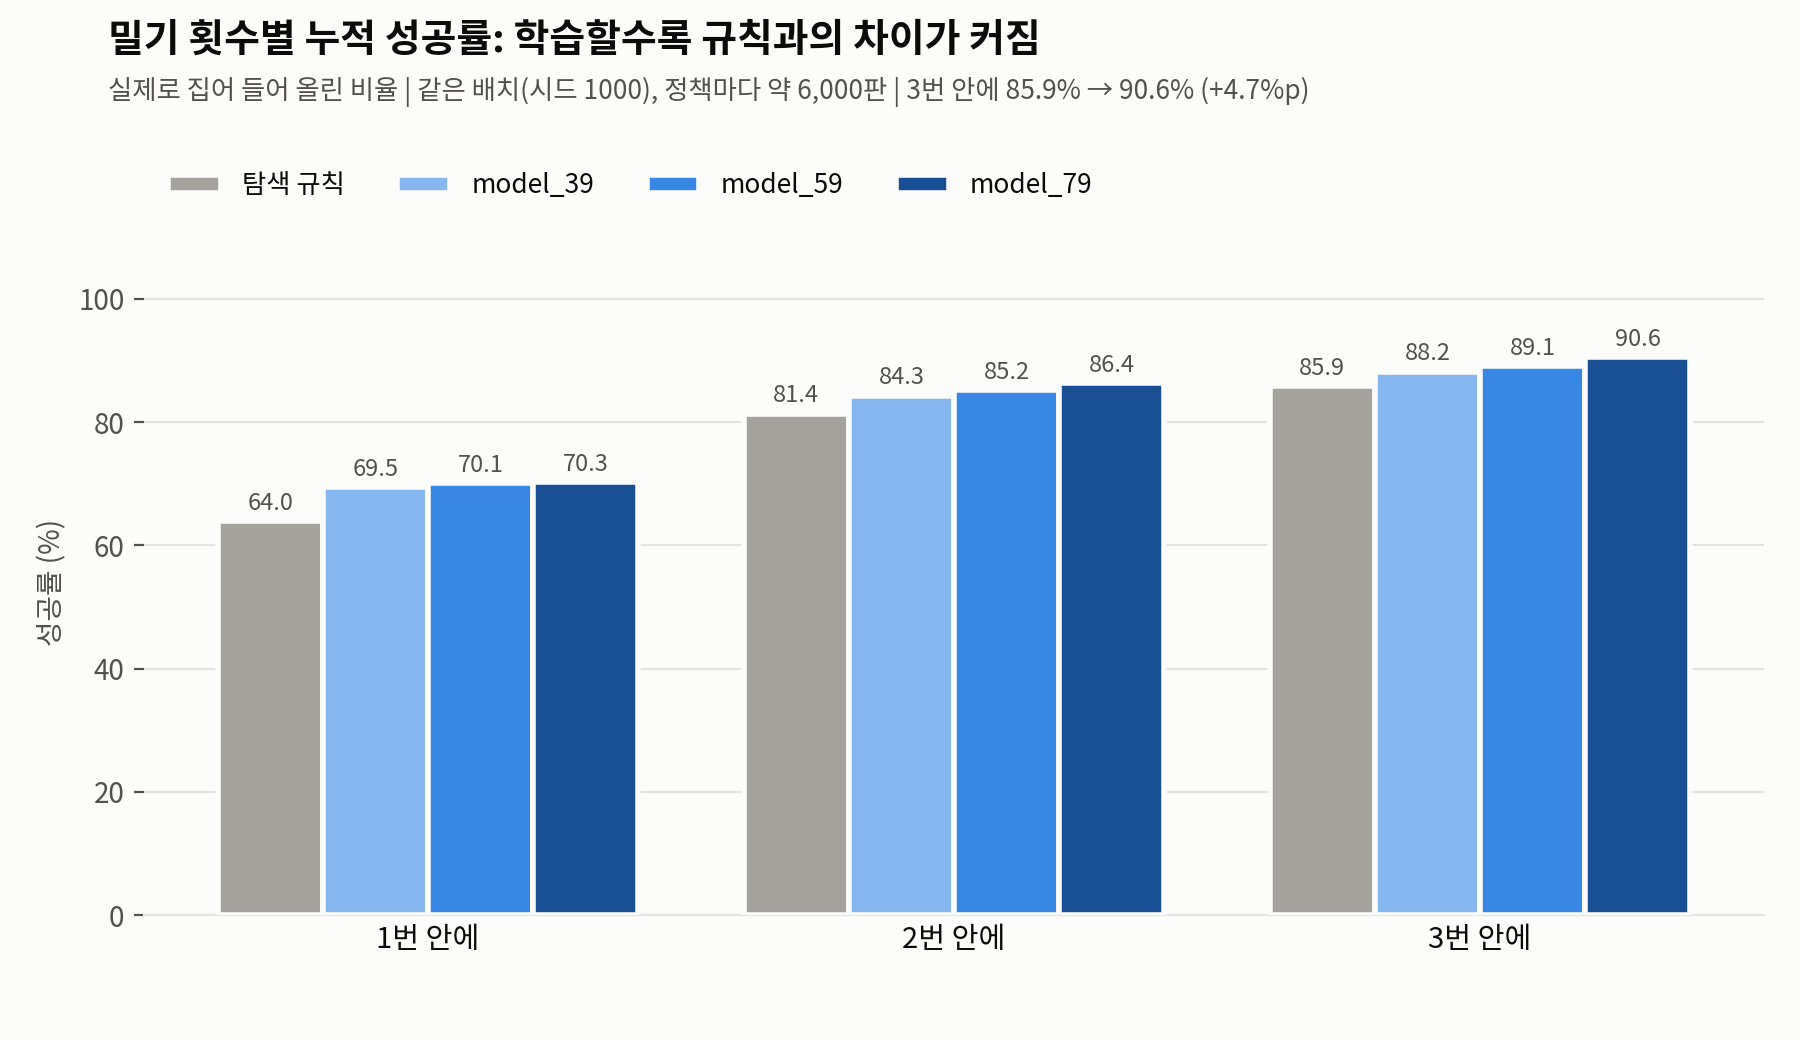 밀기 횟수별 누적 성공률: 학습할수록 규칙과의 차이가 커짐
실제로 집어 들어 올린 비율 | 같은 배치(시드 1000), 정책마다 약 6,000판 | 3번 안에 85.9% → 90.6% (+4.7%p)
탐색 규칙 model_39 model_59 model_79
성공률 (%)
100
80
60
40
20
0
64.0 69.5 70.1 70.3
81.4 84.3 85.2 86.4
85.9 88.2 89.1 90.6
1번 안에 2번 안에 3번 안에